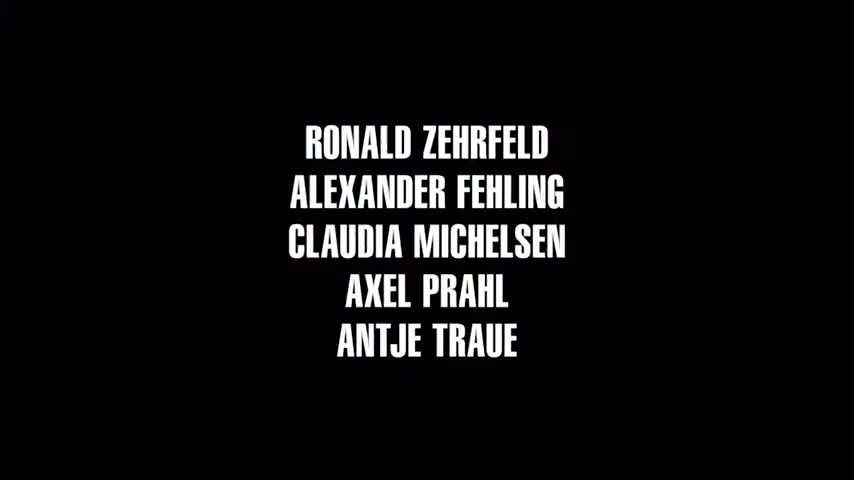 RONALD ZEHRFELD
ALEXANDER FEHLING
CLAUDIA MICHELSEN
AXEL PRAHL
ANTJE TRAUE